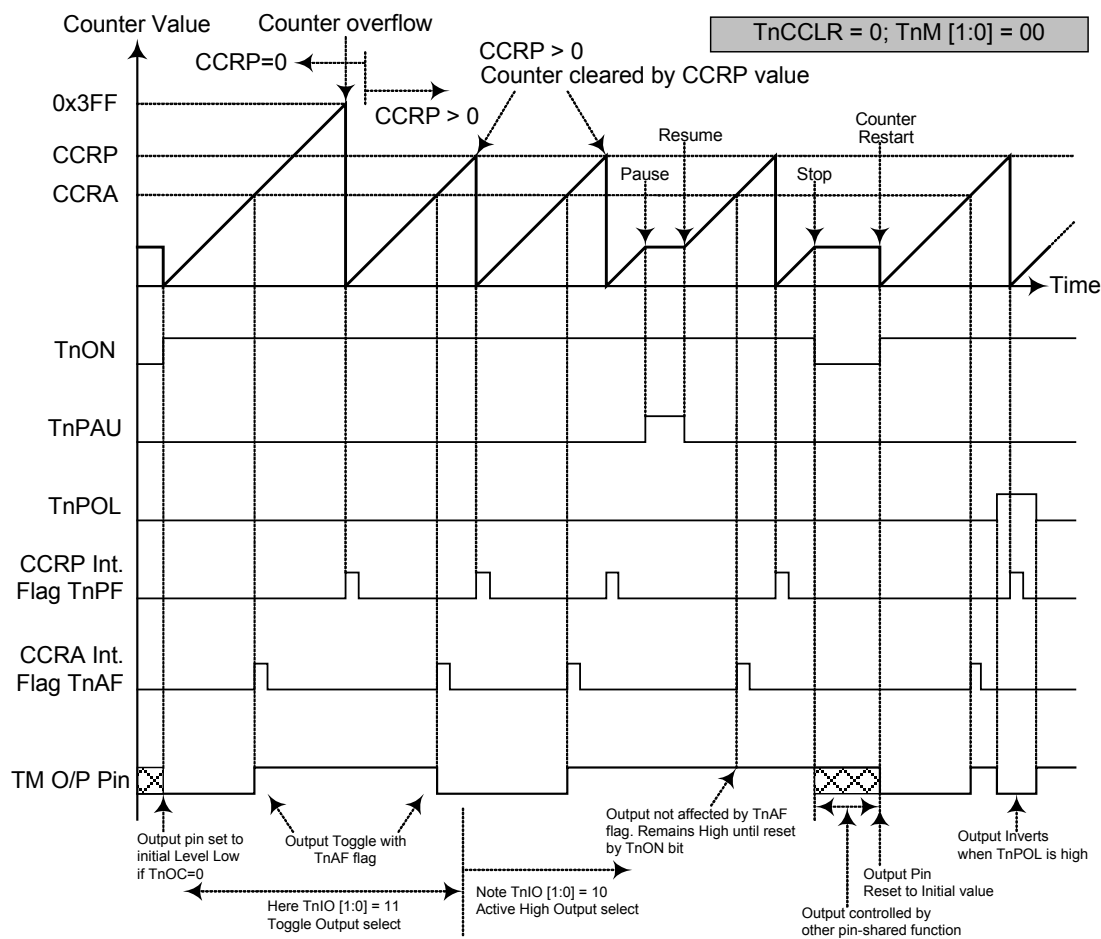 Counter Value
Counter overflow
TnCCLR = 0; TnM [1:0] = 00
CCRP=0
CCRP > 0
CCRP > 0
Counter cleared by CCRP value
0x3FF
CCRP
CCRA
Pause
Resume
Stop
Counter
Restart
Time
TnON
TnPAU
TnPOL
CCRP Int.
Flag TnPF
CCRA Int.
Flag TnAF
TM O/P Pin
Output pin set to
initial Level Low
if TnOC=0
Output Toggle with
TnAF flag
Output not affected by TnAF
flag. Remains High until reset
by TnON bit
Output Inverts
when TnPOL is high
Here TnIO [1:0] = 11
Toggle Output select
Note TnIO [1:0] = 10
Active High Output select
Output Pin
Reset to Initial value
Output controlled by
other pin-shared function